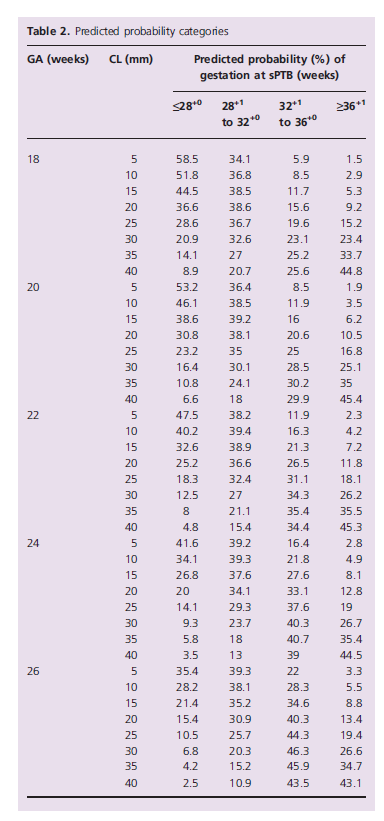 Table 2. Predicted probability categories
GA (weeks) CL (mm) Predicted probability (%) of
gestation at sPTB (weeks)
≤28⁺⁰ 28⁺¹ 32⁺¹ ≥36⁺¹
to 32⁺⁰ to 36⁺⁰
18 5 58.5 34.1 5.9 1.5
10 51.8 36.8 8.5 2.9
15 44.5 38.5 11.7 5.3
20 36.6 38.6 15.6 9.2
25 28.6 36.7 19.6 15.2
30 20.9 32.6 23.1 23.4
35 14.1 27 25.2 33.7
40 8.9 20.7 25.6 44.8
20 5 53.2 36.4 8.5 1.9
10 46.1 38.5 11.9 3.5
15 38.6 39.2 16 6.2
20 30.8 38.1 20.6 10.5
25 23.2 35 25 16.8
30 16.4 30.1 28.5 25.1
35 10.8 24.1 30.2 35
40 6.6 18 29.9 45.4
22 5 47.5 38.2 11.9 2.3
10 40.2 39.4 16.3 4.2
15 32.6 38.9 21.3 7.2
20 25.2 36.6 26.5 11.8
25 18.3 32.4 31.1 18.1
30 12.5 27 34.3 26.2
35 8 21.1 35.4 35.5
40 4.8 15.4 34.4 45.3
24 5 41.6 39.2 16.4 2.8
10 34.1 39.3 21.8 4.9
15 26.8 37.6 27.6 8.1
20 20 34.1 33.1 12.8
25 14.1 29.3 37.6 19
30 9.3 23.7 40.3 26.7
35 5.8 18 40.7 35.4
40 3.5 13 39 44.5
26 5 35.4 39.3 22 3.3
10 28.2 38.1 28.3 5.5
15 21.4 35.2 34.6 8.8
20 15.4 30.9 40.3 13.4
25 10.5 25.7 44.3 19.4
30 6.8 20.3 46.3 26.6
35 4.2 15.2 45.9 34.7
40 2.5 10.9 43.5 43.1